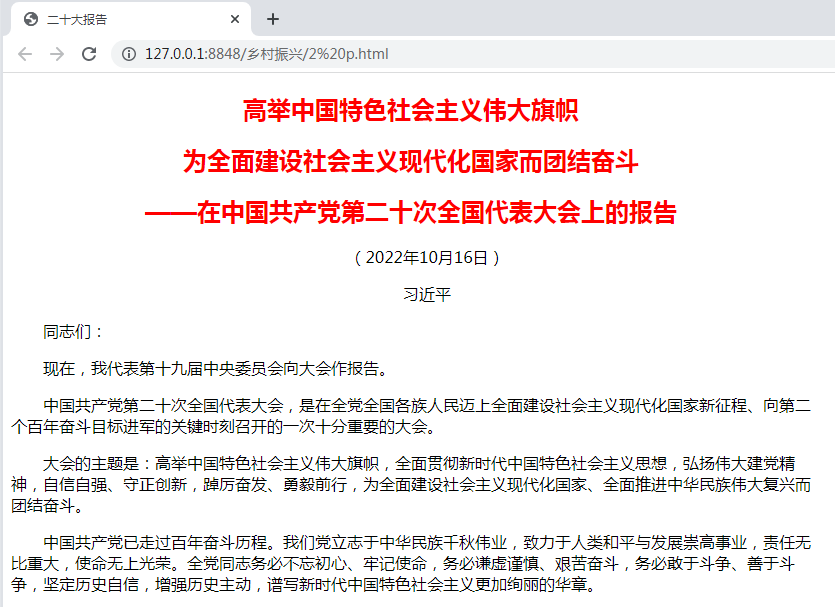 二十大报告
127.0.0.1:8848/乡村振兴/2%20p.html
高举中国特色社会主义伟大旗帜
为全面建设社会主义现代化国家而团结奋斗
——在中国共产党第二十次全国代表大会上的报告
（2022年10月16日）
习近平
同志们：
现在，我代表第十九届中央委员会向大会作报告。
中国共产党第二十次全国代表大会，是在全党全国各族人民迈上全面建设社会主义现代化国家新征程、向第二
个百年奋斗目标进军的关键时刻召开的一次十分重要的大会。
大会的主题是：高举中国特色社会主义伟大旗帜，全面贯彻新时代中国特色社会主义思想，弘扬伟大建党精
神，自信自强、守正创新，踔厉奋发、勇毅前行，为全面建设社会主义现代化国家、全面推进中华民族伟大复兴而
团结奋斗。
中国共产党已走过百年奋斗历程。我们党立志于中华民族千秋伟业，致力于人类和平与发展崇高事业，责任无
比重大，使命无上光荣。全党同志务必不忘初心、牢记使命，务必谦虚谨慎、艰苦奋斗，务必敢于斗争、善于斗
争，坚定历史自信，增强历史主动，谱写新时代中国特色社会主义更加绚丽的华章。